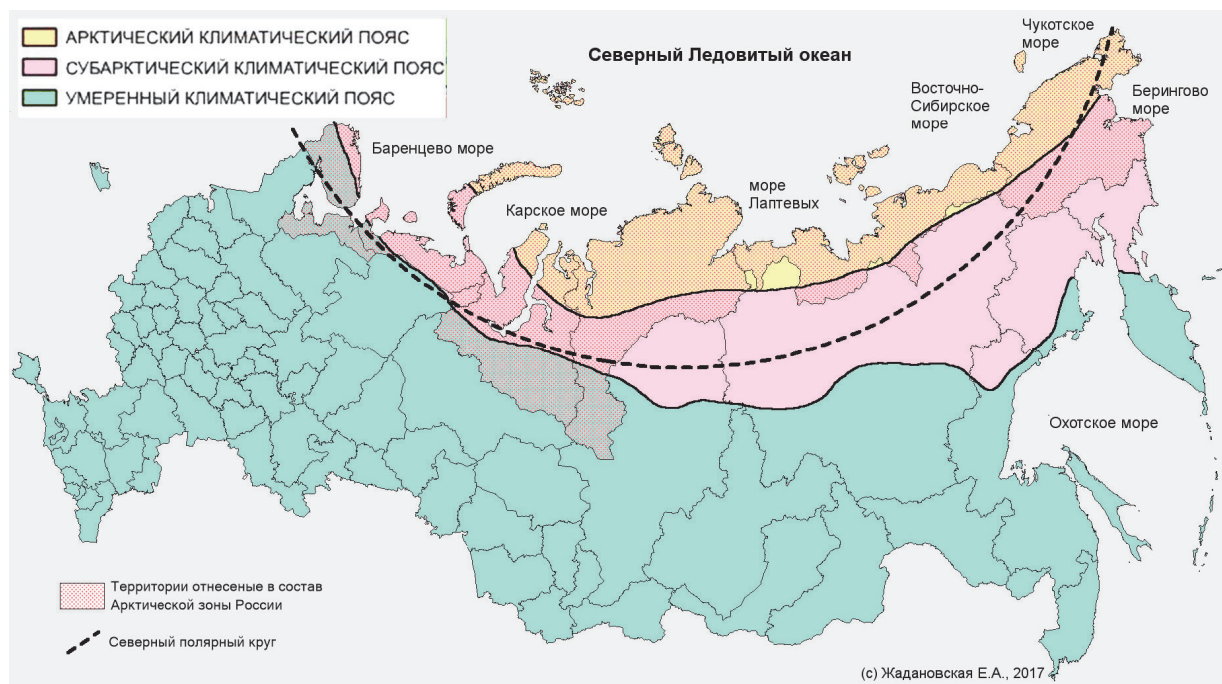 АРКТИЧЕСКИЙ КЛИМАТИЧЕСКИЙ ПОЯС
СУБАРКТИЧЕСКИЙ КЛИМАТИЧЕСКИЙ ПОЯС
УМЕРЕННЫЙ КЛИМАТИЧЕСКИЙ ПОЯС
Северный Ледовитый океан
Чукотское
море
Восточно-
Сибирское
море
Берингово
море
Баренцево море
Карское море
море
Лаптевых
Охотское море
Территории отнесеные в состав
Арктической зоны России
Северный полярный круг
(с) Жадановская Е.А., 2017